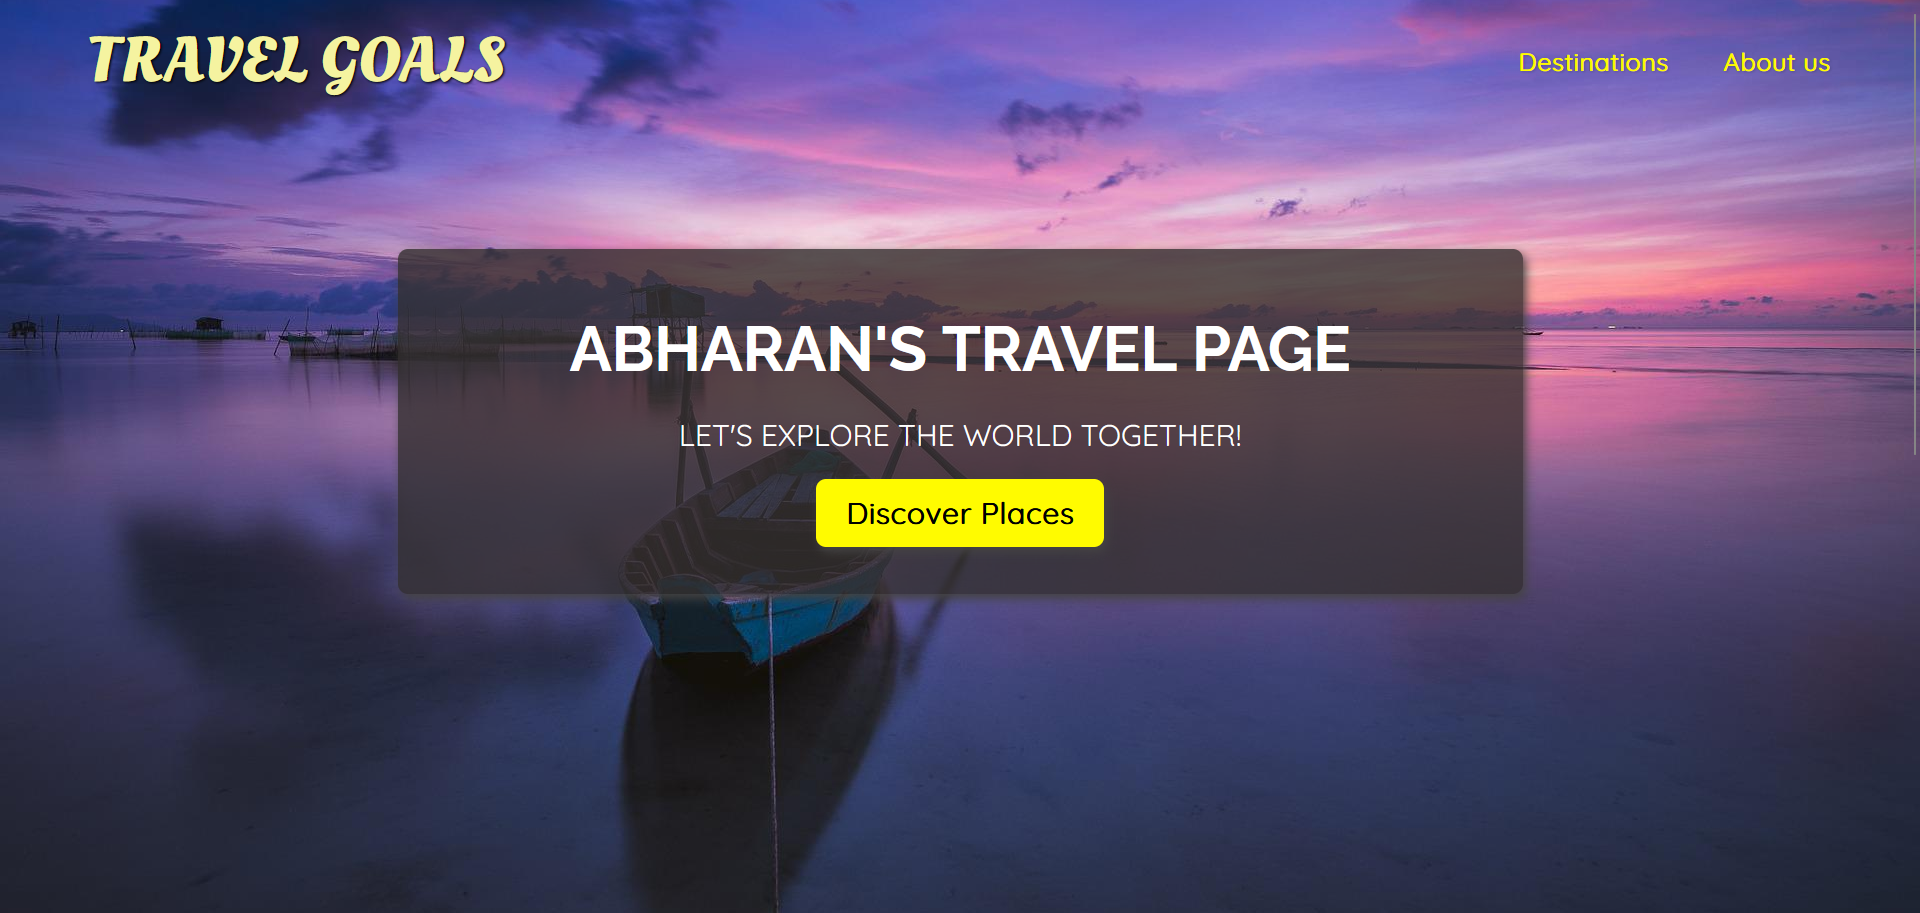 TRAVEL GOALS
Destinations
About us
ABHARAN'S TRAVEL PAGE
LET'S EXPLORE THE WORLD TOGETHER!
Discover Places